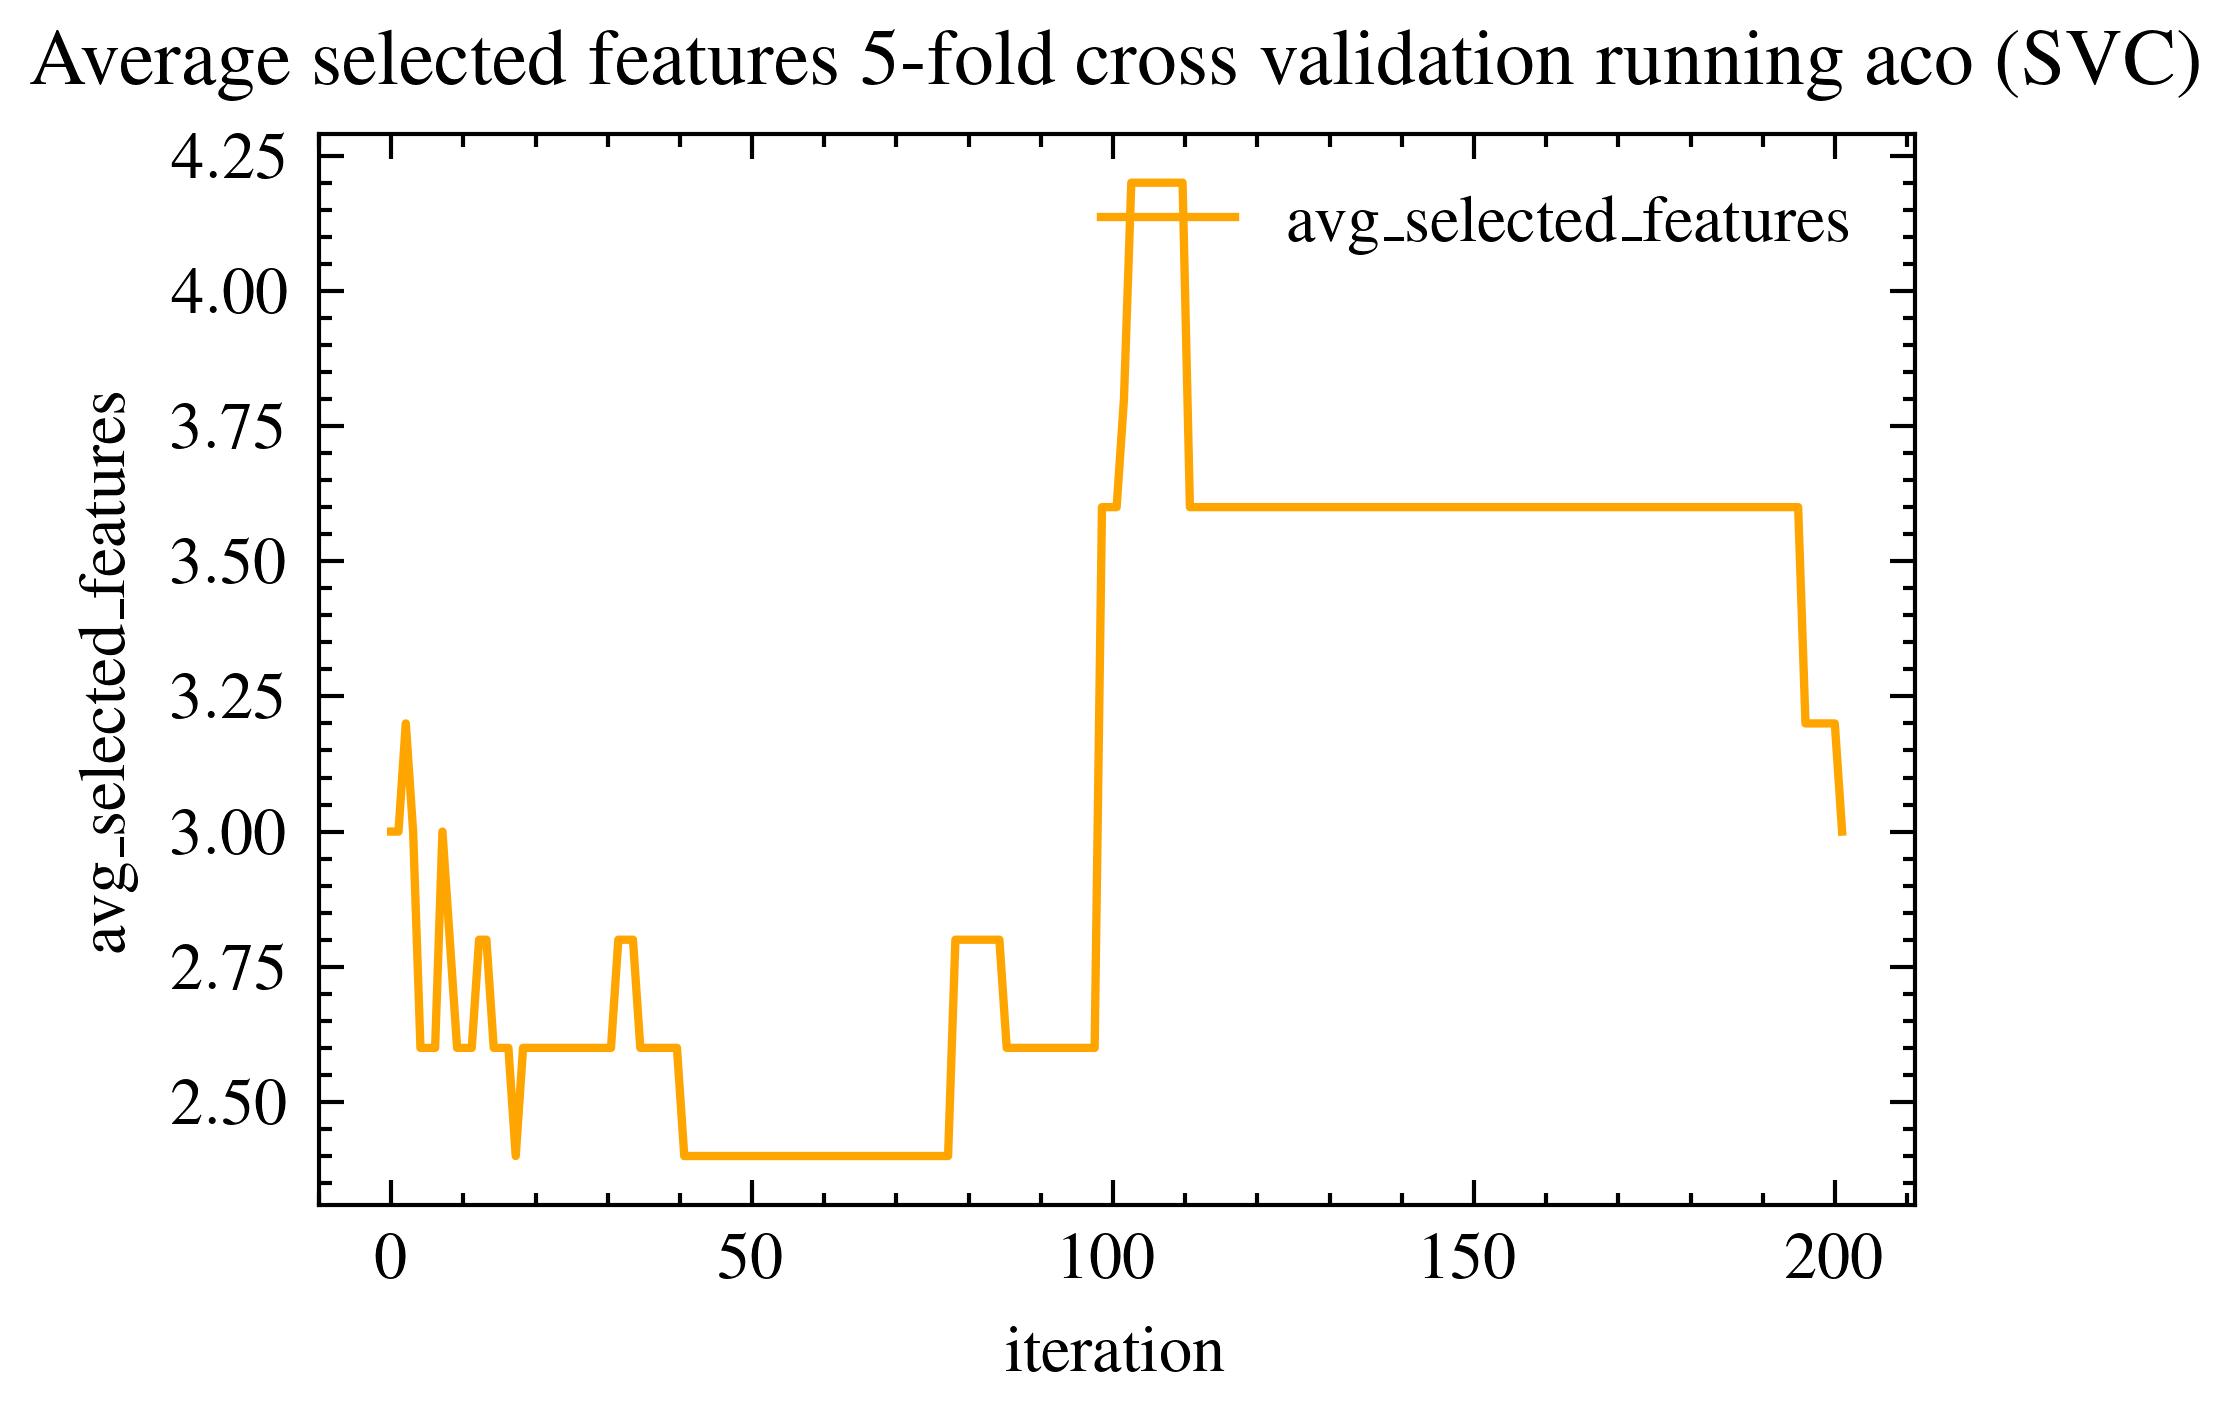 Average selected features 5-fold cross validation running aco (SVC)
4.25
4.00
3.75
3.50
3.25
3.00
2.75
2.50
avg_selected_features
avg_selected_features
0 50 100 150 200
iteration